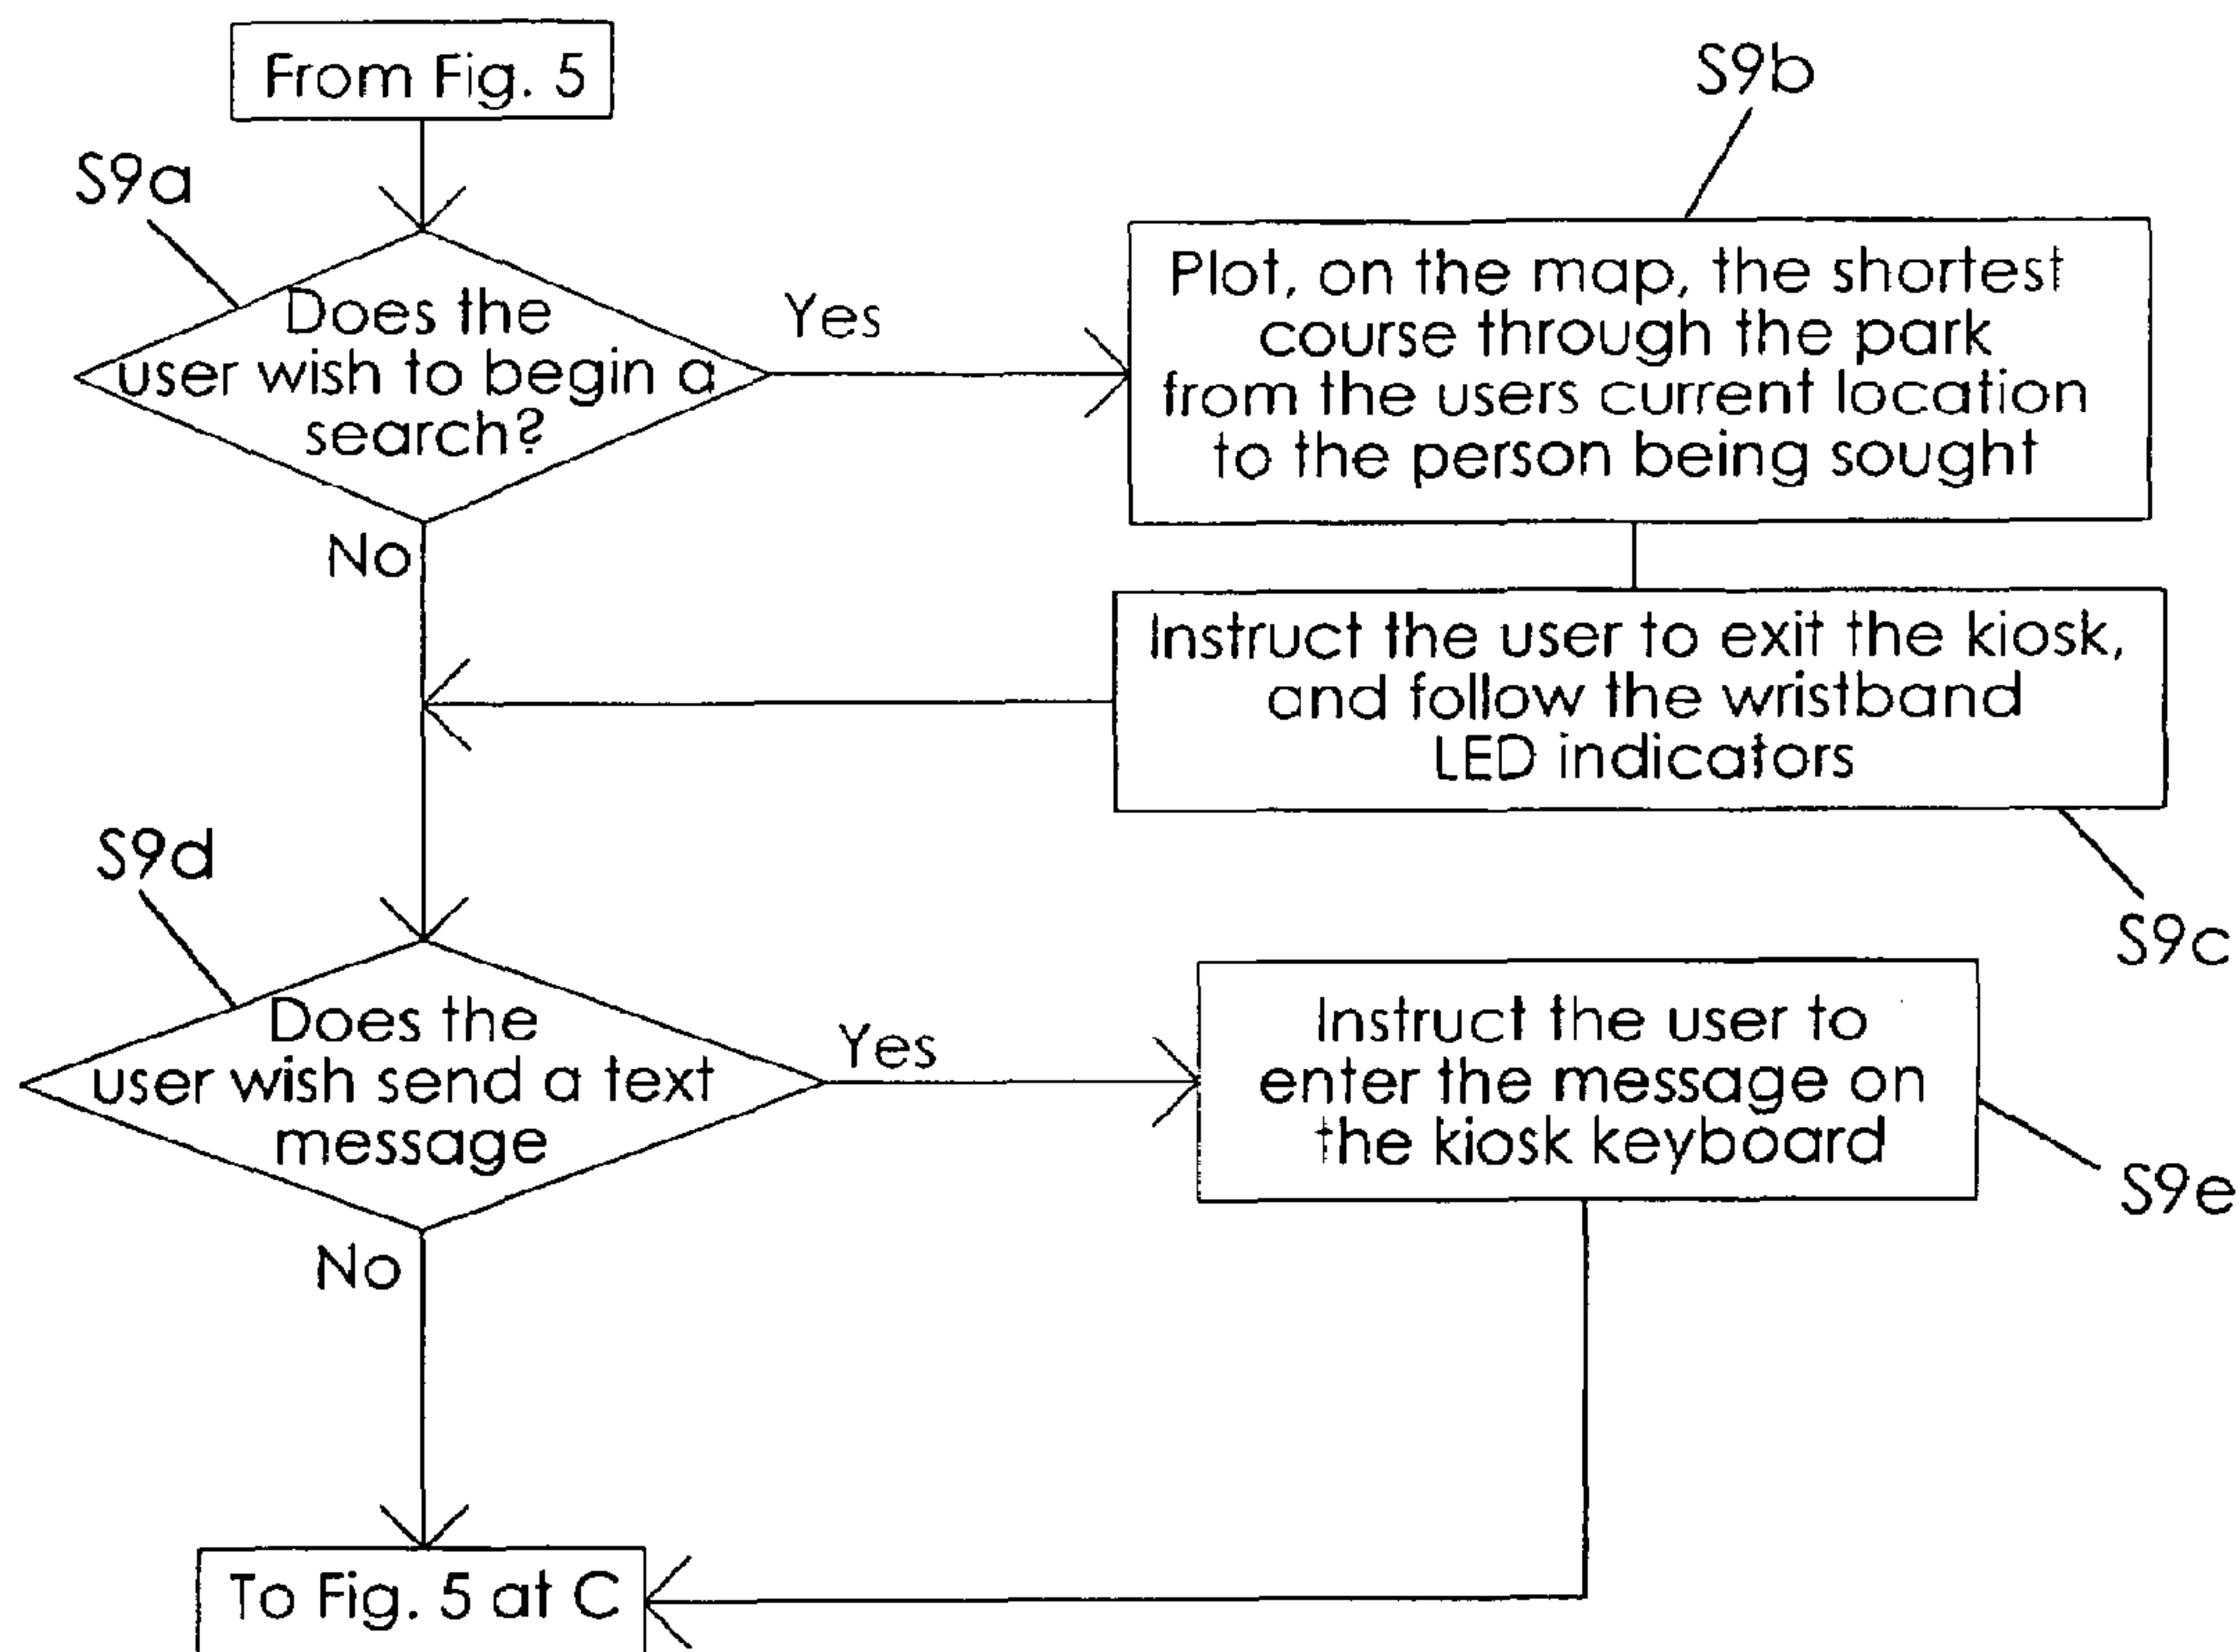 From Fig. 5
S9a
Does the
user wish to begin a
search?
Yes
No
S9b
Plot, on the map, the shortest
course through the park
from the users current location
to the person being sought
Instruct the user to exit the kiosk,
and follow the wristband
LED indicators
S9c
S9d
Does the
user wish send a text
message
Yes
No
Instruct the user to
enter the message on
the kiosk keyboard
S9e
To Fig. 5 at C